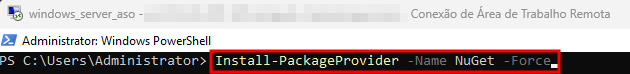 windows_server_aso - Conexão de Área de Trabalho Remota
Administrator: Windows PowerShell
PS C:\Users\Administrator> Install-PackageProvider -Name NuGet -Force